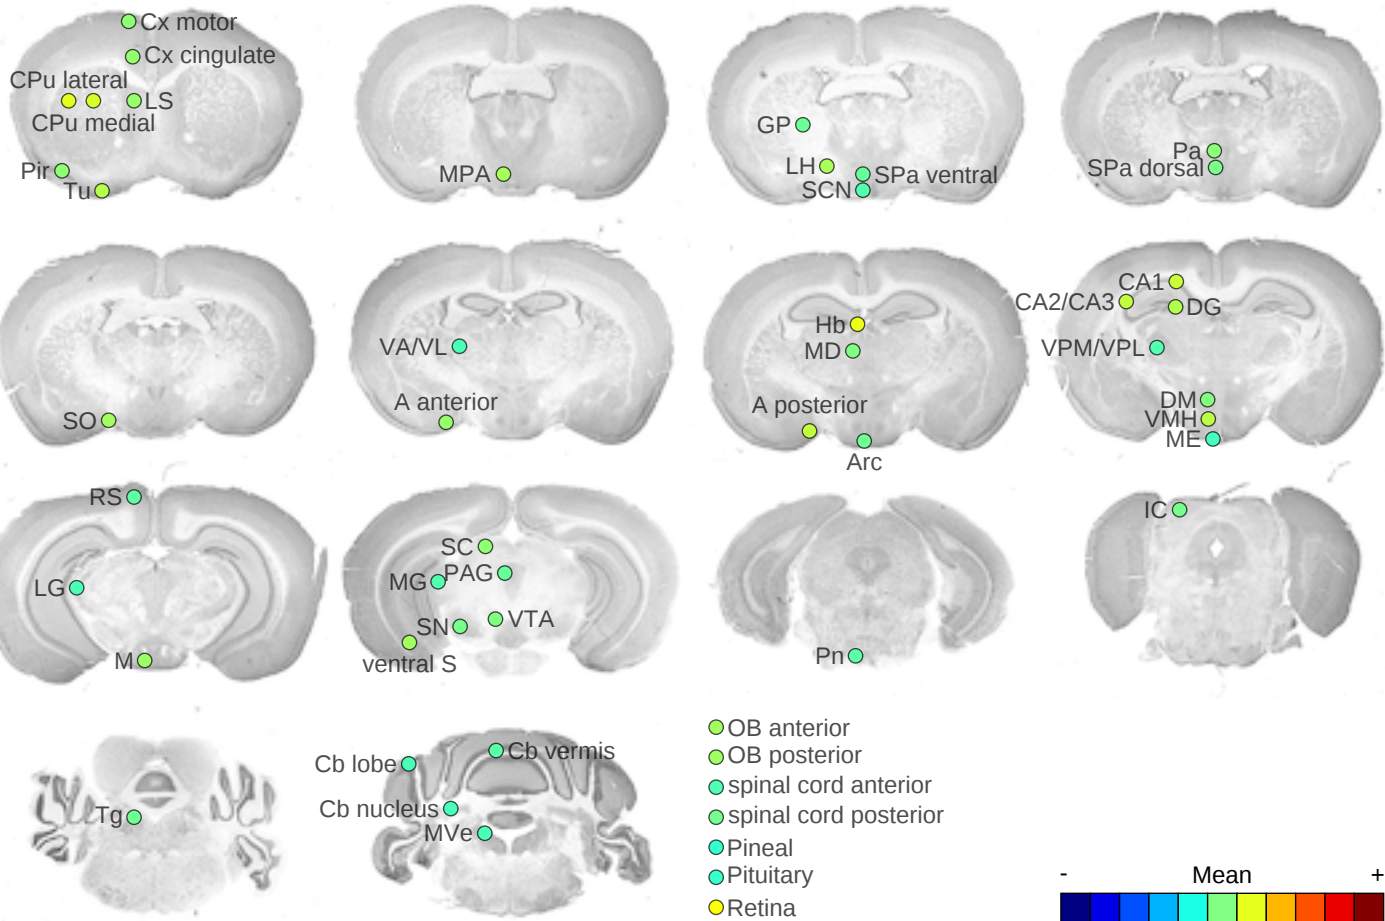 Cx motor
Cx cingulate
CPu lateral
LS
CPu medial
Pir
Tu
MPA
GP
LH
SPa ventral
SCN
Pa
SPa dorsal
SO
VA/VL
A anterior
Hb
MD
A posterior
Arc
CA1
CA2/CA3
DG
VPM/VPL
DM
VMH
ME
RS
LG
M
SC
PAG
MG
VTA
SN
ventral S
Pn
IC
Tg
Cb vermis
Cb lobe
Cb nucleus
MVe
OB anterior
OB posterior
spinal cord anterior
spinal cord posterior
Pineal
Pituitary
Retina
- Mean +